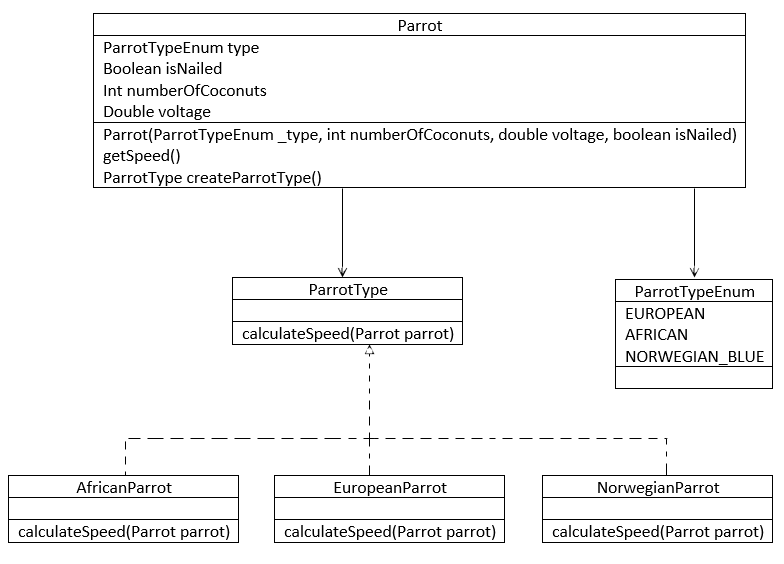 Parrot
ParrotTypeEnum type
Boolean isNailed
Int numberOfCoconuts
Double voltage
Parrot(ParrotTypeEnum _type, int numberOfCoconuts, double voltage, boolean isNailed)
getSpeed()
ParrotType createParrotType()
ParrotType
calculateSpeed(Parrot parrot)
ParrotTypeEnum
EUROPEAN
AFRICAN
NORWEGIAN_BLUE
AfricanParrot
calculateSpeed(Parrot parrot)
EuropeanParrot
calculateSpeed(Parrot parrot)
NorwegianParrot
calculateSpeed(Parrot parrot)